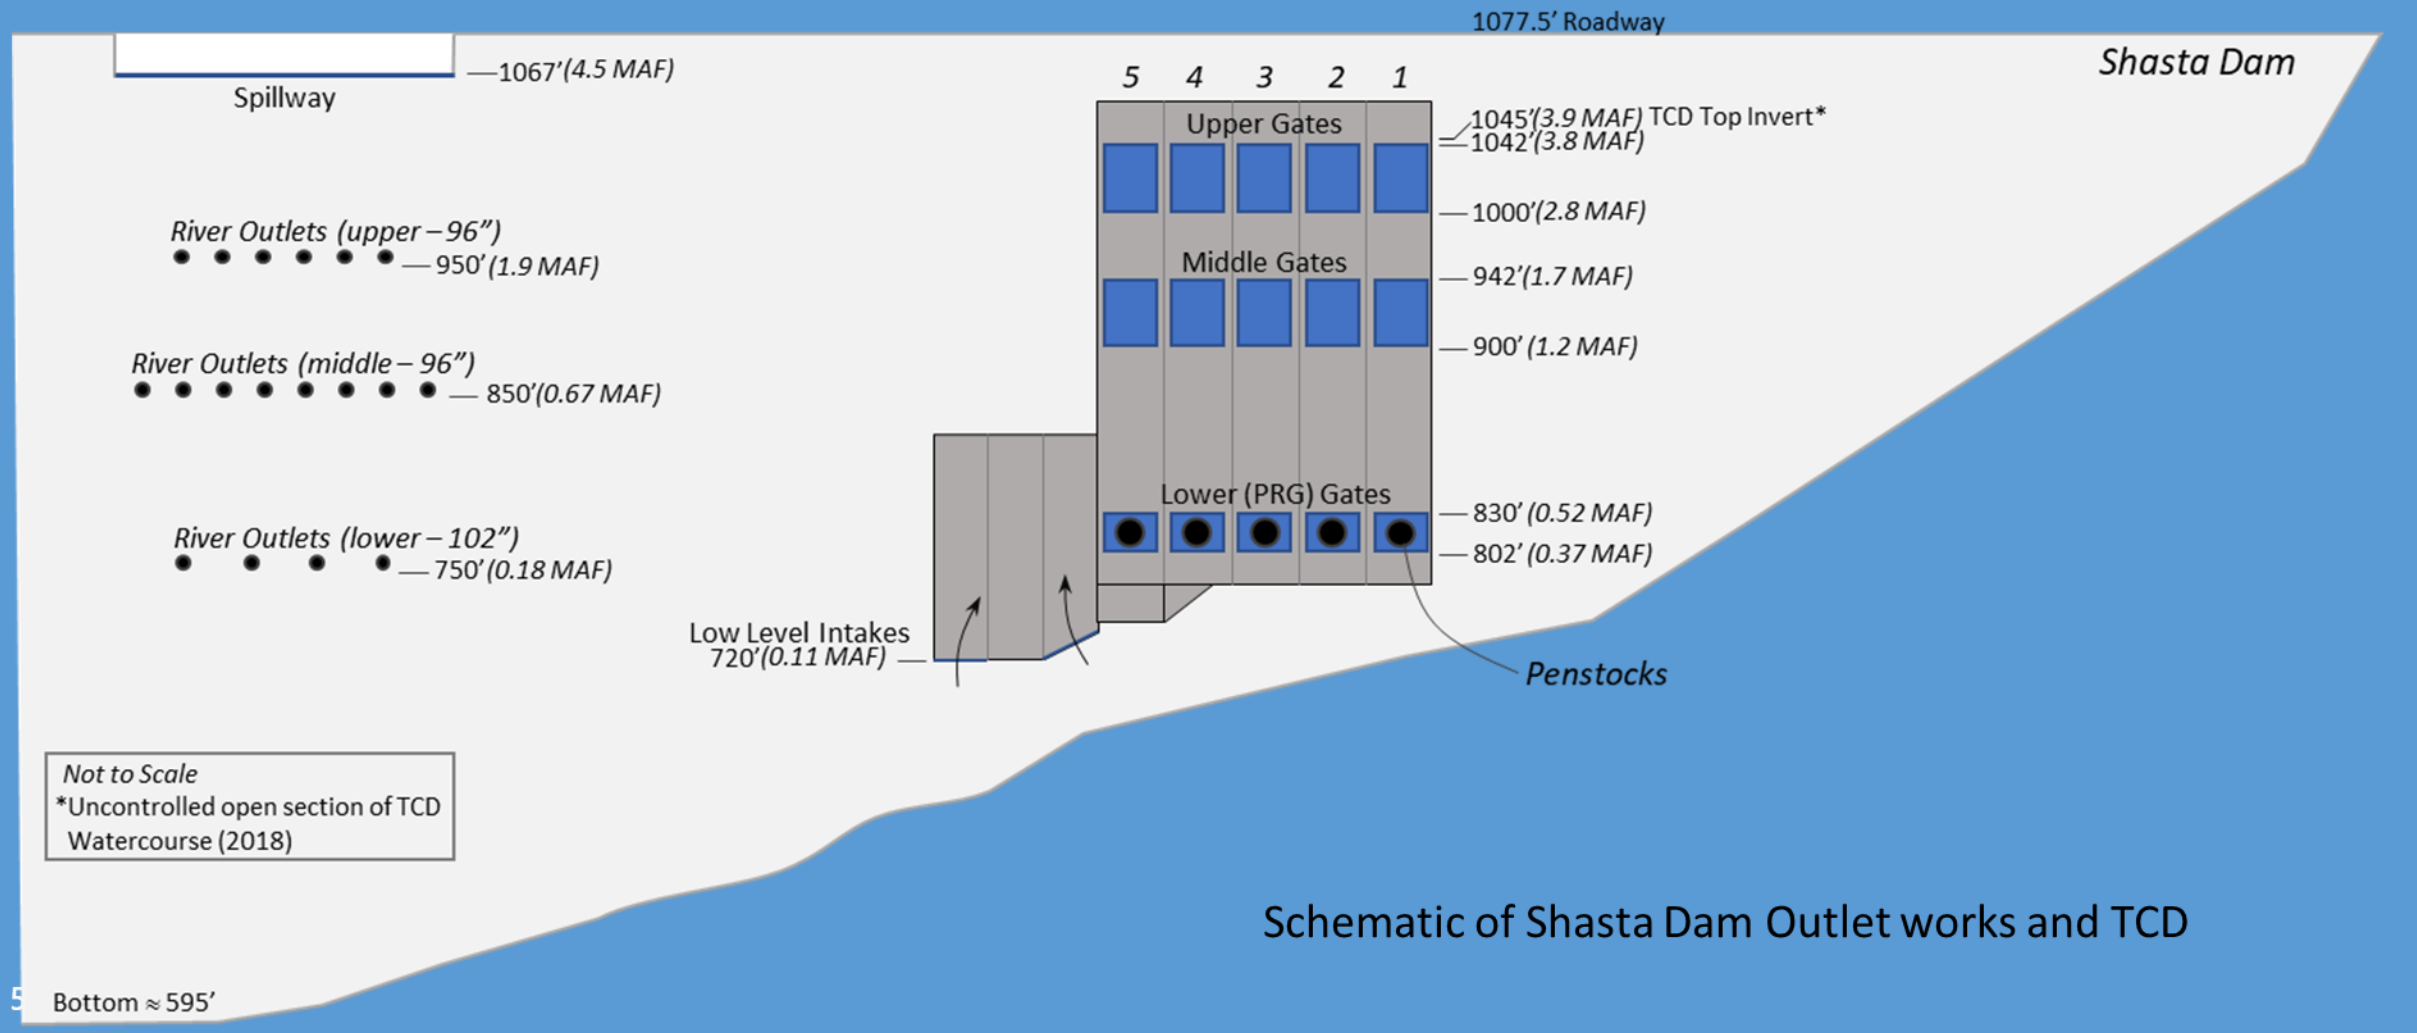 1077.5’ Roadway
Shasta Dam
1067’(4.5 MAF)
Spillway
5 4 3 2 1
Upper Gates
1045’(3.9 MAF) TCD Top Invert*
1042’(3.8 MAF)
1000’(2.8 MAF)
River Outlets (upper – 96”)
950’(1.9 MAF)
Middle Gates
942’(1.7 MAF)
900’ (1.2 MAF)
River Outlets (middle – 96”)
850’(0.67 MAF)
Lower (PRG) Gates
830’ (0.52 MAF)
802’ (0.37 MAF)
River Outlets (lower – 102”)
750’(0.18 MAF)
Low Level Intakes
720’(0.11 MAF)
Penstocks
Not to Scale
*Uncontrolled open section of TCD
Watercourse (2018)
Schematic of Shasta Dam Outlet works and TCD
5
Bottom ≈ 595’